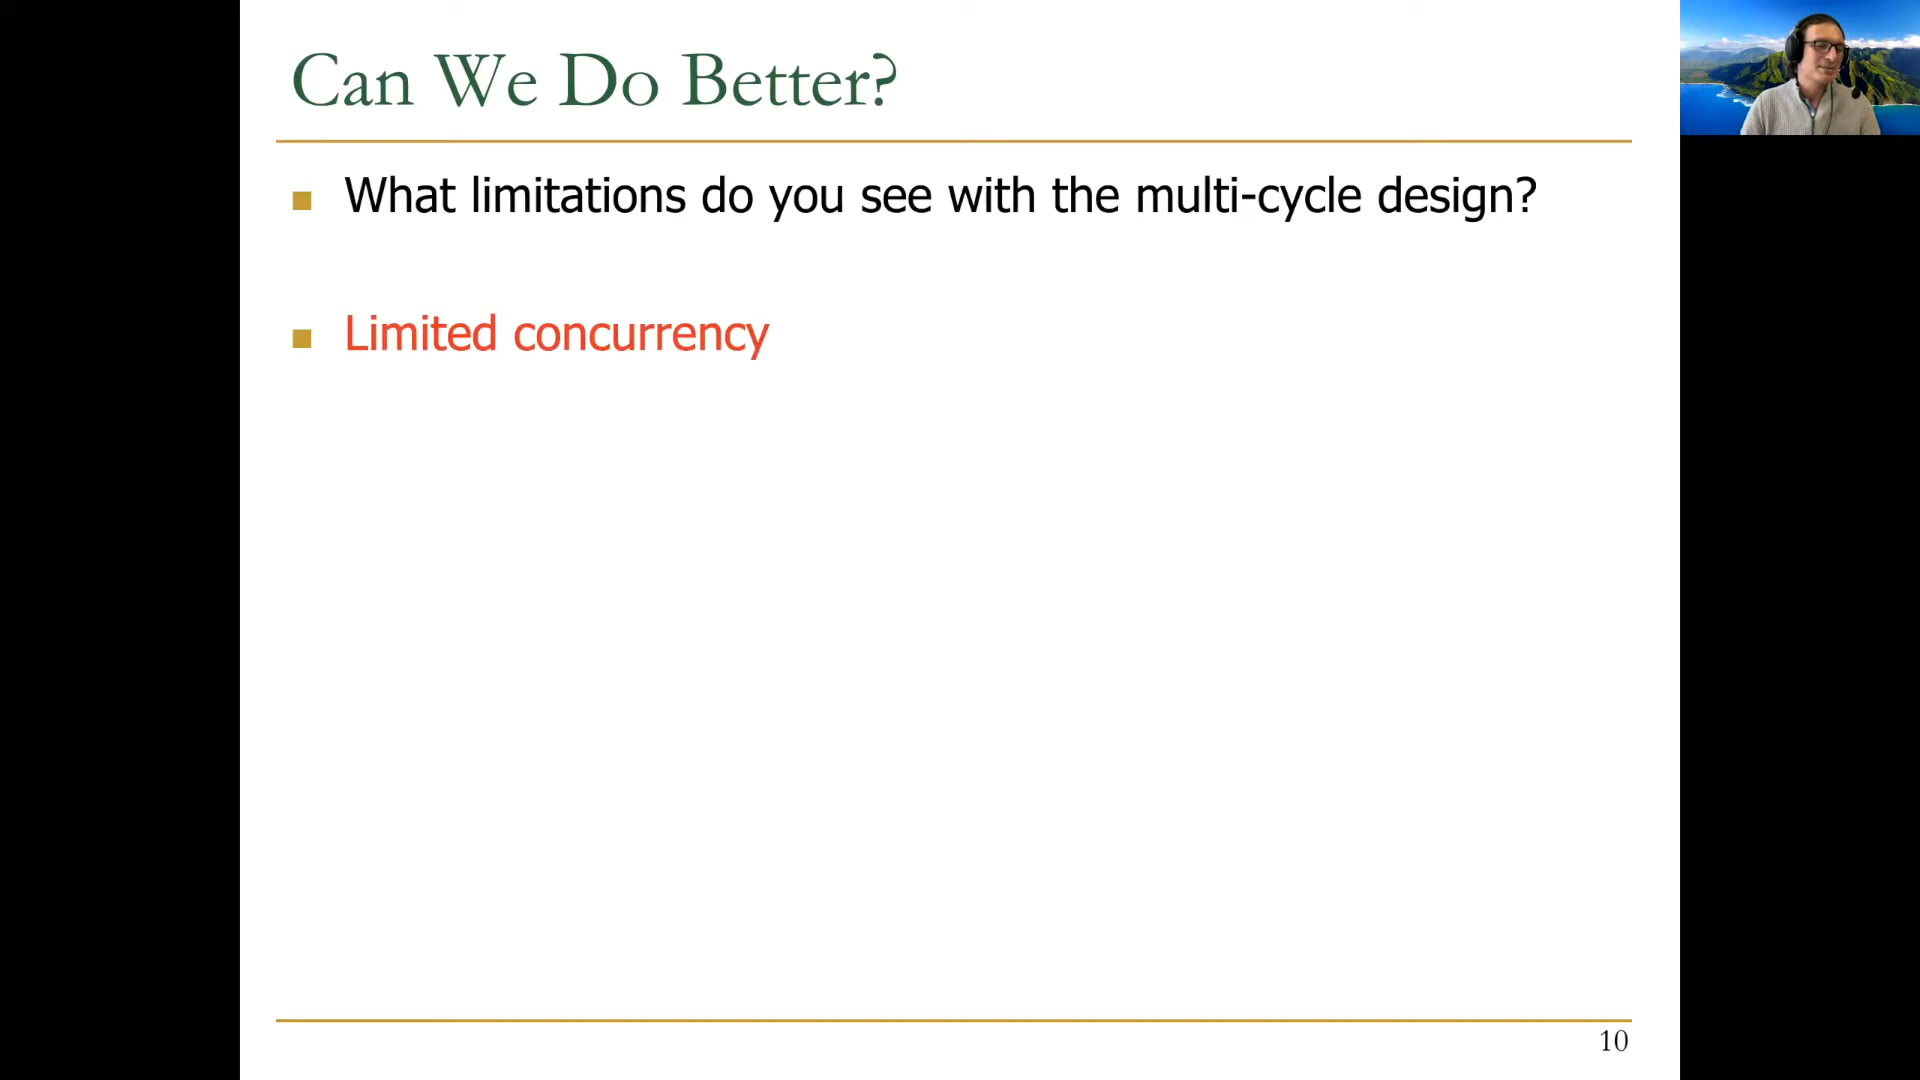 Can We Do Better?
What limitations do you see with the multi-cycle design?
Limited concurrency
10